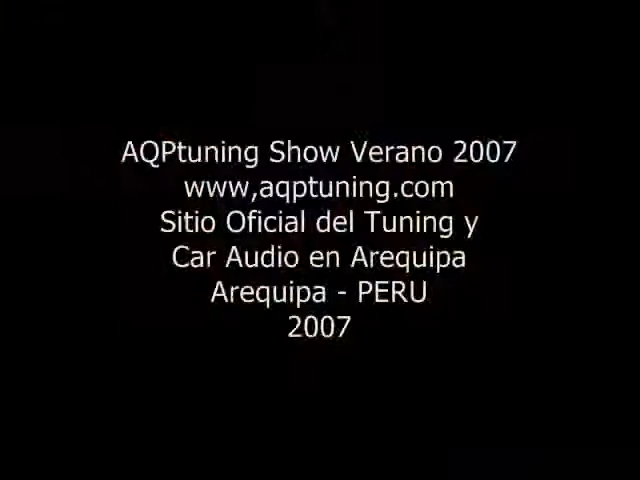 AQPtuning Show Verano 2007
www,aqptuning.com
Sitio Oficial del Tuning y
Car Audio en Arequipa
Arequipa - PERU
2007